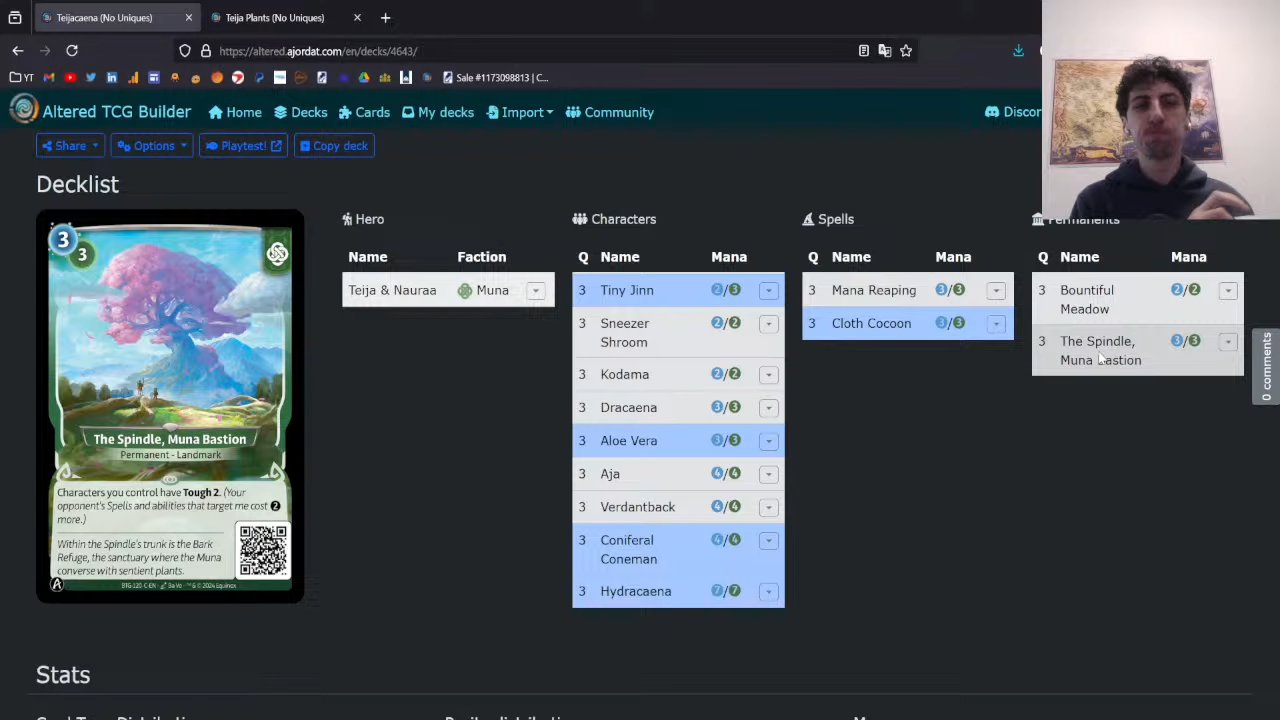 Teijacaena (No Uniques)
Teija Plants (No Uniques)
https://altered.ajordat.com/en/decks/4643/
YT
Sale #1173098813 | C...
Altered TCG Builder
Home
Decks
Cards
My decks
Import
Community
Discor
Share
Options
Playtest!
Copy deck
Decklist
3
3
The Spindle, Muna Bastion
Permanent - Landmark
Characters you control have Tough 2. (Your
opponent's Spells and abilities that target me cost 2
more.)
Within the Spindle's trunk is the Bark
Refuge, the sanctuary where the Muna
converse with sentient plants.
Hero
Name Faction
Teija & Nauraa Muna
Characters
Q Name Mana
3 Tiny Jinn 2/3
3 Sneezer
Shroom 2/2
3 Kodama 2/2
3 Dracaena 3/3
3 Aloe Vera 3/3
3 Aja 4/4
3 Verdantback 4/4
3 Coniferal
Coneman 4/4
3 Hydracaena 7/7
Spells
Q Name Mana
3 Mana Reaping 3/3
3 Cloth Cocoon 3/3
Permanents
Q Name Mana
3 Bountiful
Meadow 2/2
3 The Spindle,
Muna Bastion 3/3
0 comments
Stats